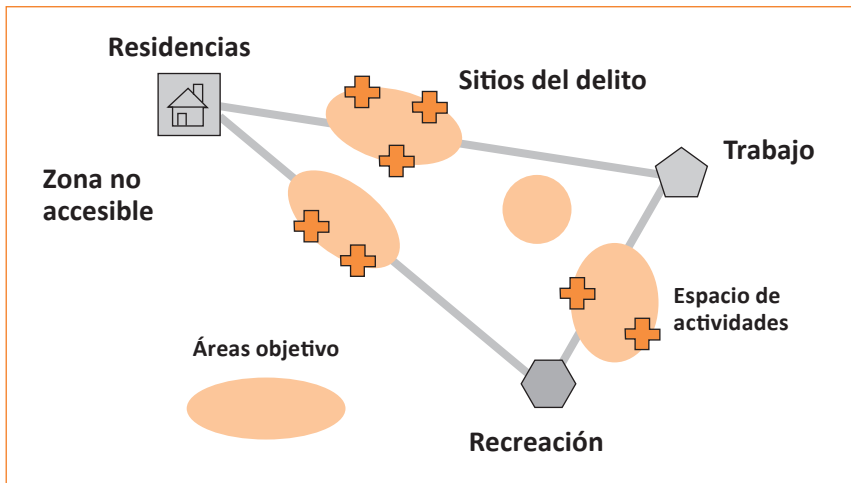 Residencias
Sitios del delito
Trabajo
Zona no
accesible
Espacio de
actividades
Áreas objetivo
Recreación